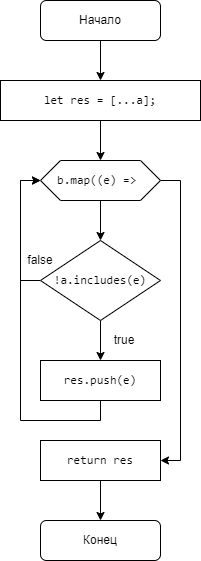 Начало
let res = [...a];
b.map((e) =>
false
!a.includes(e)
true
res.push(e)
return res
Конец